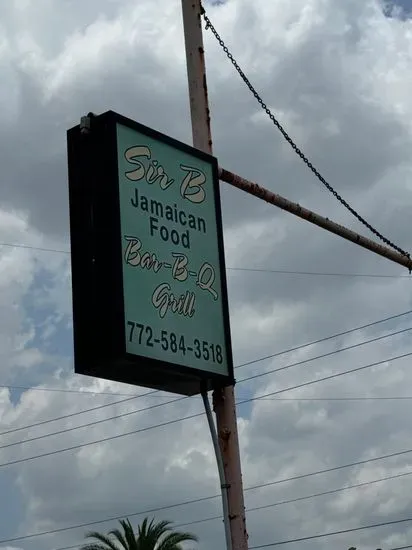 Sir B
Jamaican
Food
Bar-B-Q
Grill
772-584-3518